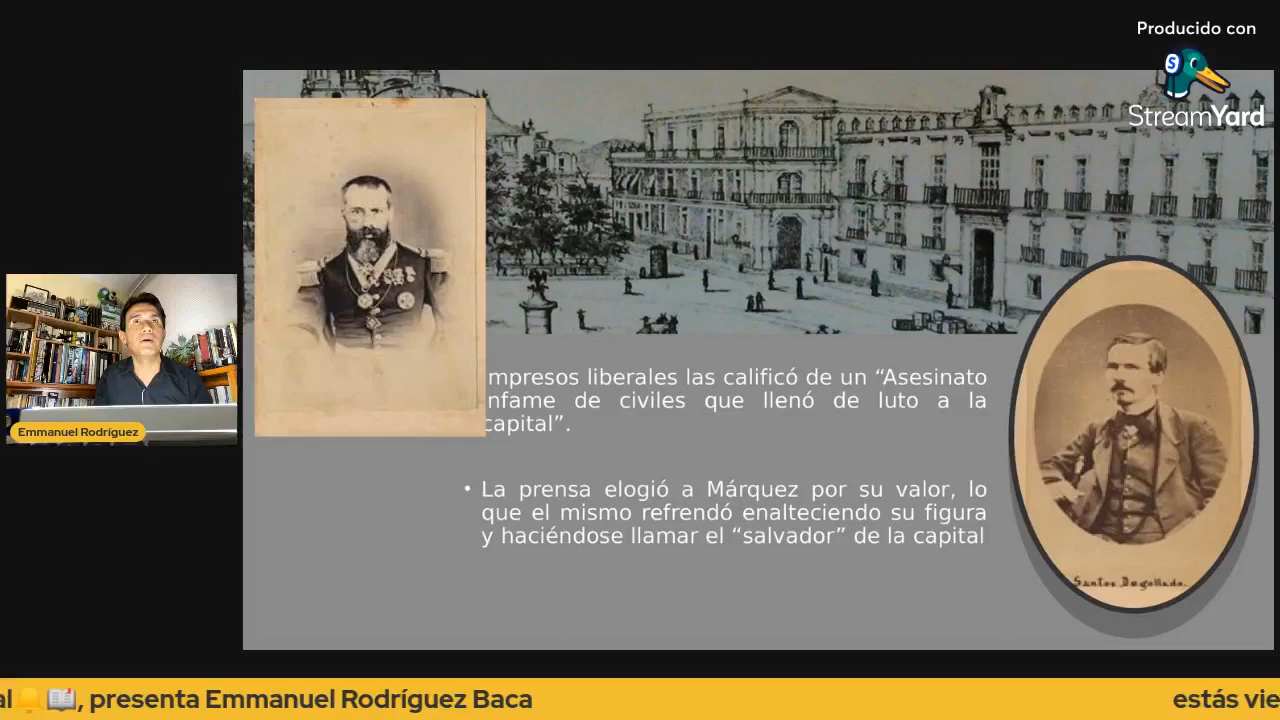 Producido con
StreamYard
mpresos liberales las calificó de un “Asesinato
nfame de civiles que llenó de luto a la
capital”.
• La prensa elogió a Márquez por su valor, lo
que el mismo refrendó enalteciendo su figura
y haciéndose llamar el “salvador” de la capital
Santos Degollado.
Emmanuel Rodríguez
al🔔📖, presenta Emmanuel Rodríguez Baca
estás vie